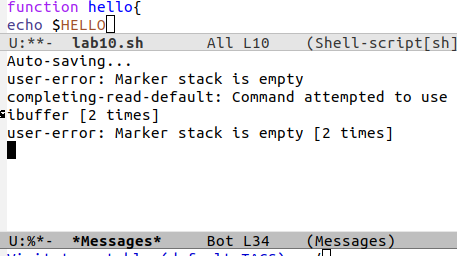 function hello{
echo $HELLO
U:**-  lab10.sh    All L10    (Shell-script[sh]
Auto-saving...
user-error: Marker stack is empty
completing-read-default: Command attempted to use
ibuffer [2 times]
user-error: Marker stack is empty [2 times]
U:%*-  *Messages*    Bot L34    (Messages)